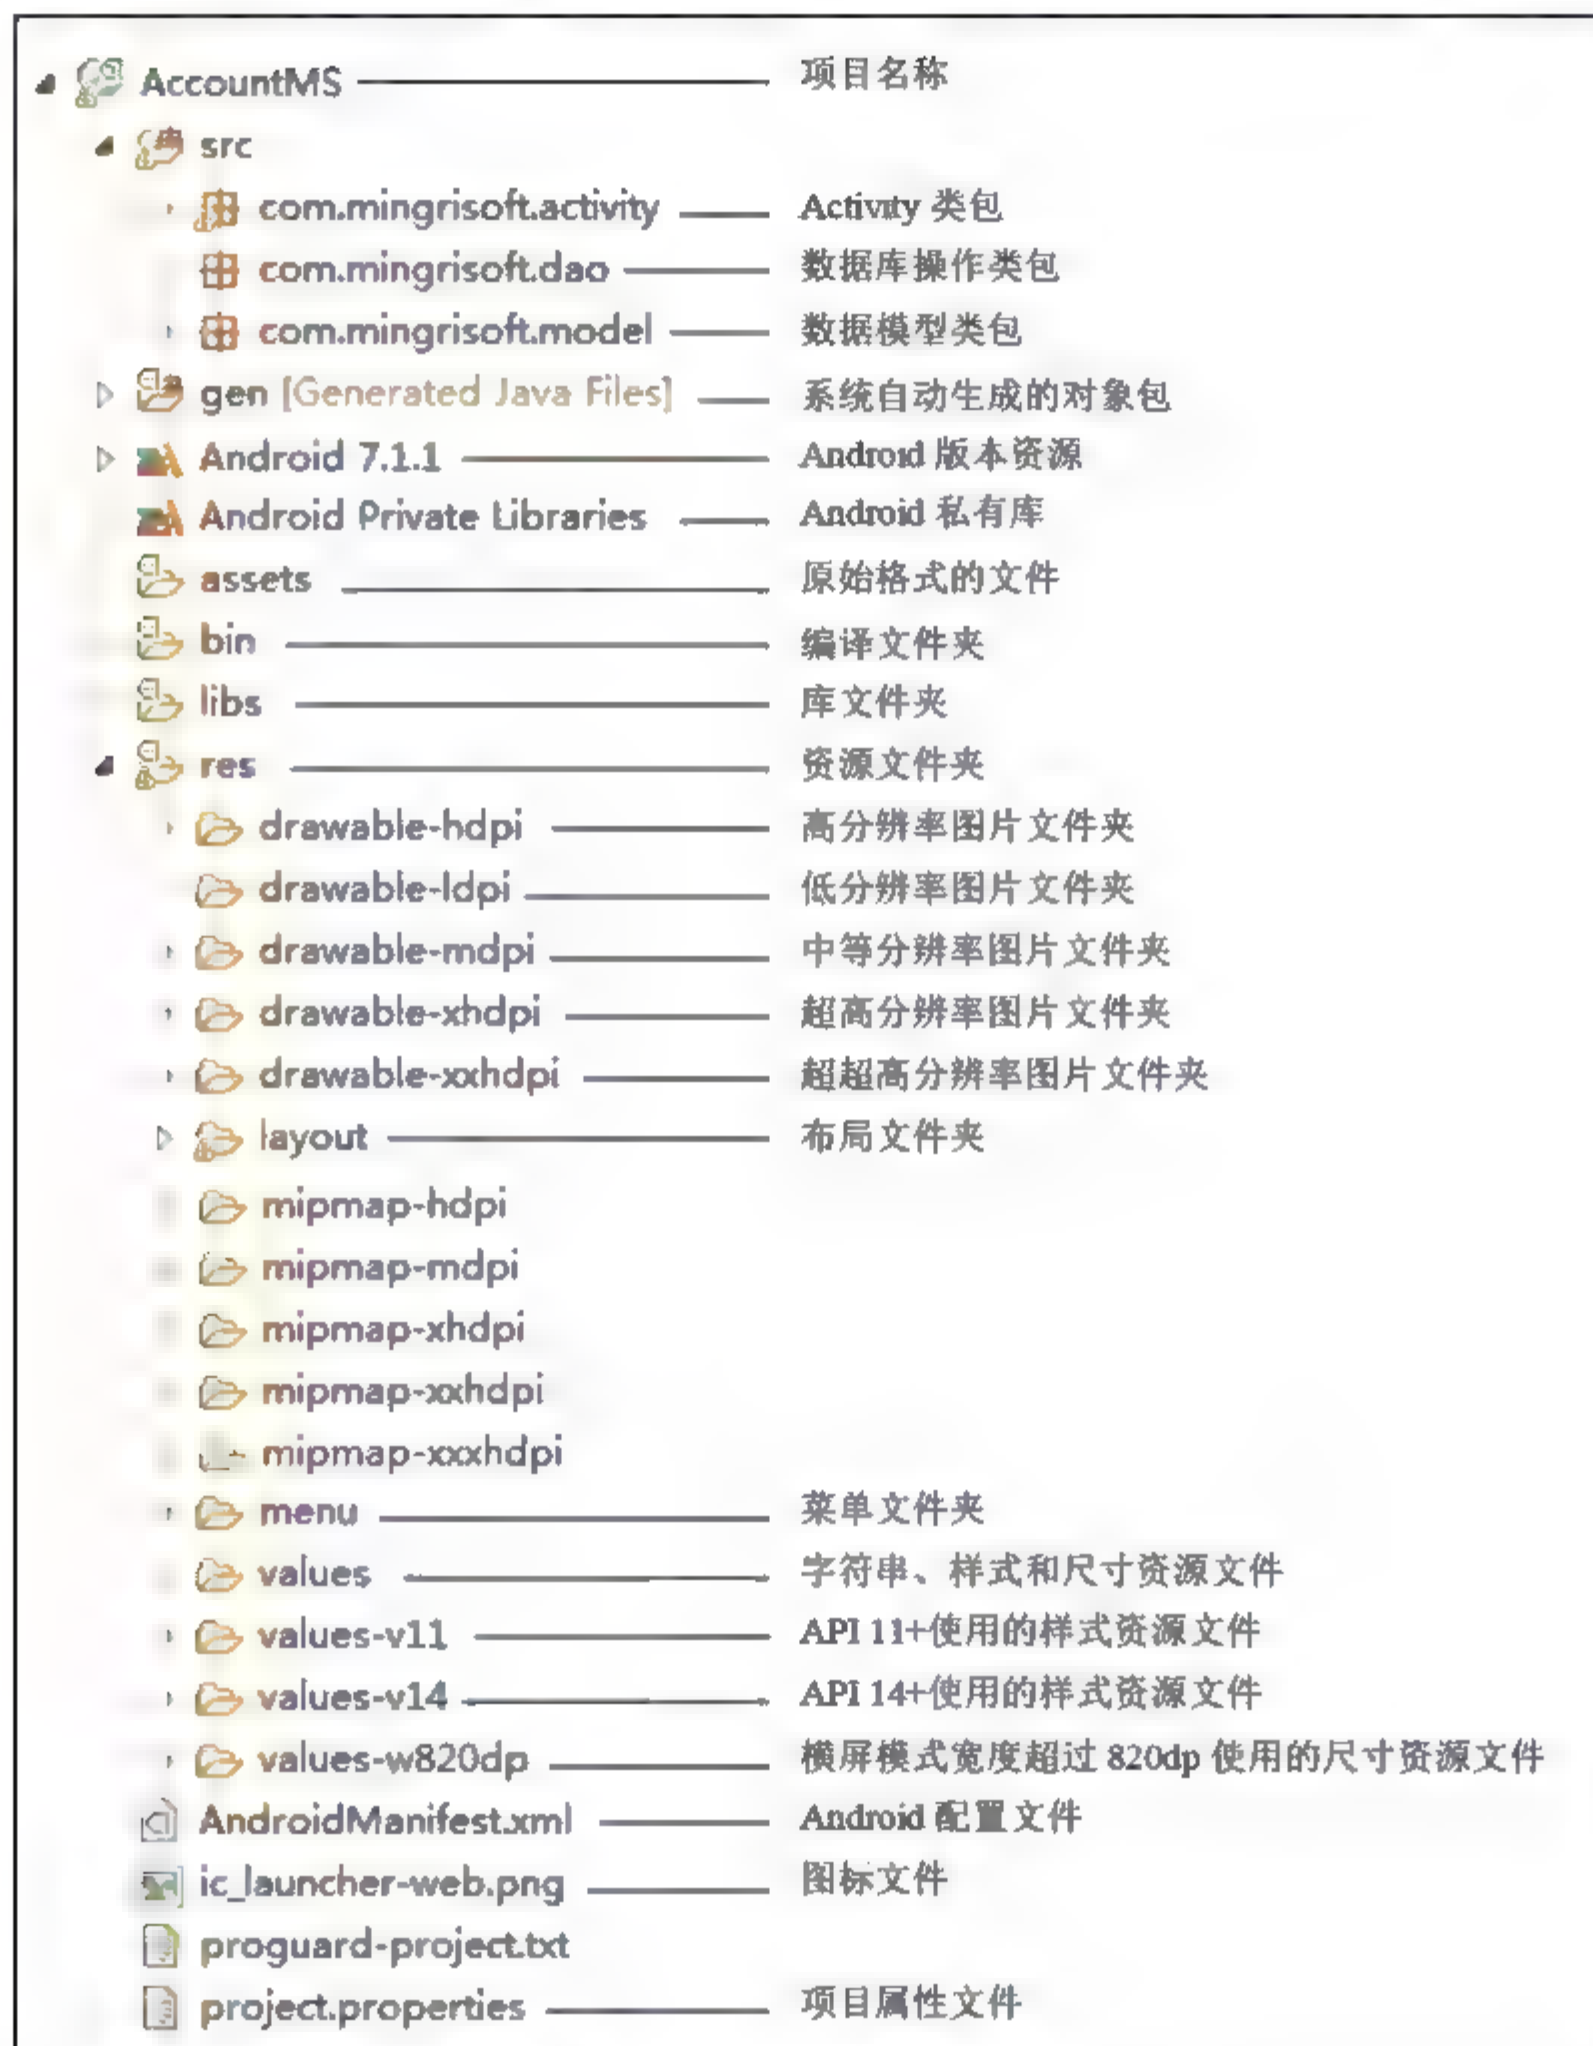 AccountMS 项目名称
src
com.mingrisoft.activity Activity 类包
com.mingrisoft.dao 数据库操作类包
com.mingrisoft.model 数据模型类包
gen [Generated Java Files] 系统自动生成的对象包
Android 7.1.1 Android 版本资源
Android Private Libraries Android 私有库
assets 原始格式的文件
bin 编译文件夹
libs 库文件夹
res 资源文件夹
drawable-hdpi 高分辨率图片文件夹
drawable-ldpi 低分辨率图片文件夹
drawable-mdpi 中等分辨率图片文件夹
drawable-xhdpi 超高分辨率图片文件夹
drawable-xxhdpi 超超高分辨率图片文件夹
layout 布局文件夹
mipmap-hdpi
mipmap-mdpi
mipmap-xhdpi
mipmap-xxhdpi
mipmap-xxxhdpi
menu 菜单文件夹
values 字符串、样式和尺寸资源文件
values-v11 API 11+使用的样式资源文件
values-v14 API 14+使用的样式资源文件
values-w820dp 横屏模式宽度超过 820dp 使用的尺寸资源文件
AndroidManifest.xml Android 配置文件
ic_launcher-web.png 图标文件
proguard-project.txt
project.properties 项目属性文件